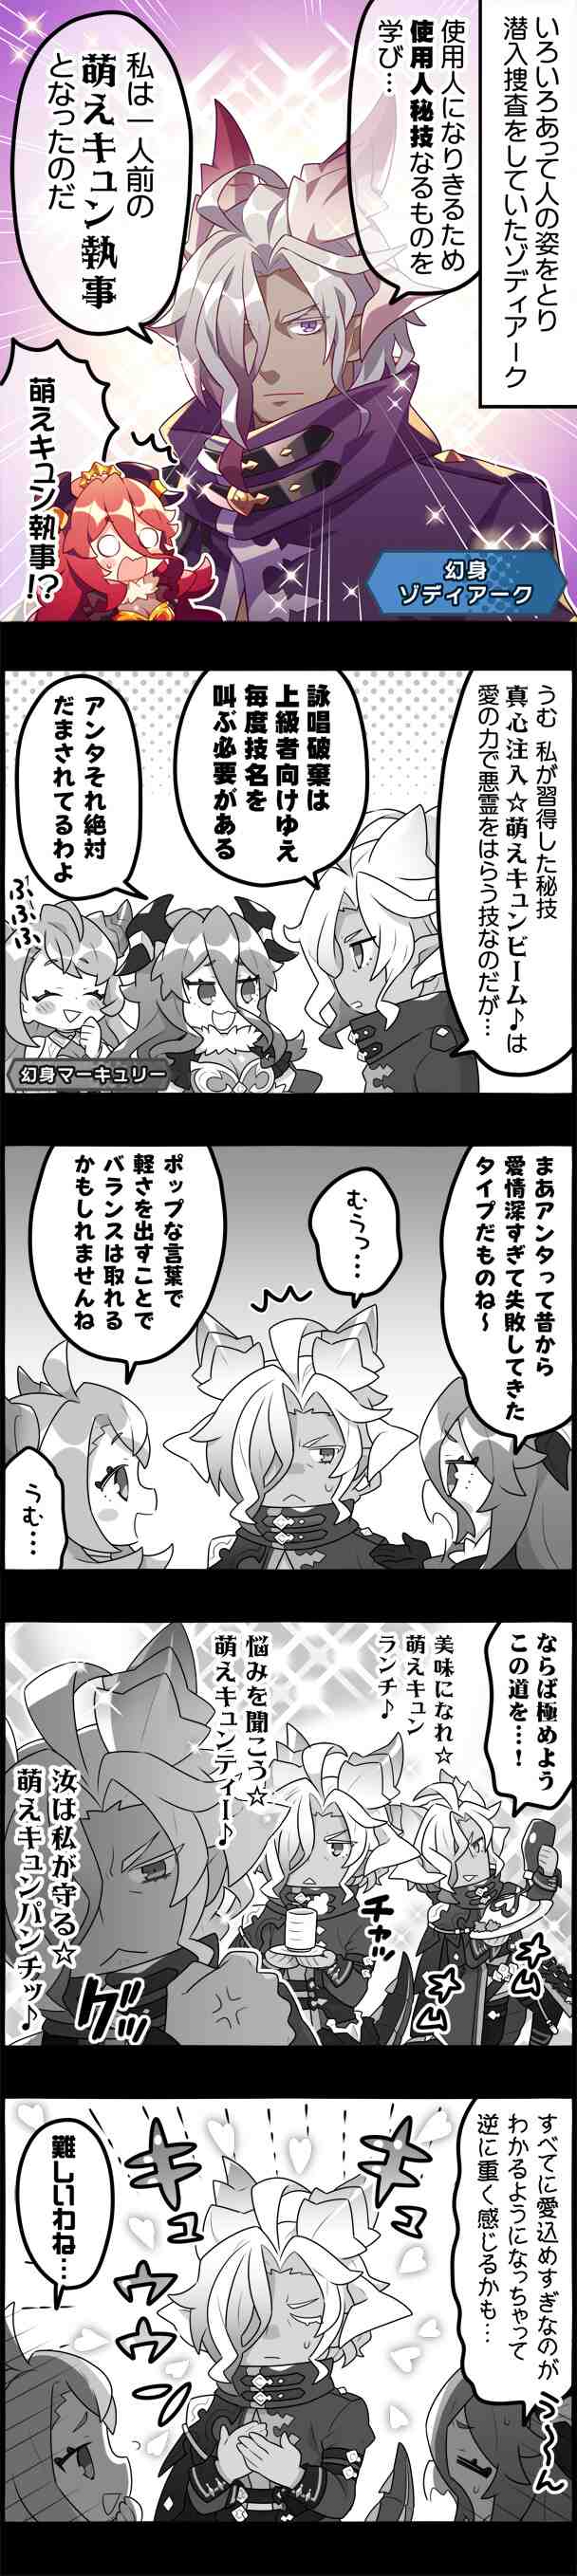 いろいろあって人の姿をとり
潜入捜査をしていたゾディアーク
使用人になりきるため
使用人秘技なるものを
学び…
私は一人前の
萌えキュン執事
となったのだ
萌えキュン執事!?
幻身
ゾディアーク
うむ 私が習得した秘技
真心注入☆萌えキュンビーム♪は
愛の力で悪霊をはらう技なのだが…
詠唱破棄は
上級者向けゆえ
毎度技名を
叫ぶ必要がある
アンタそれ絶対
だまされてるわよ
ふふふ
幻身マーキュリー
まあアンタって昔から
愛情深すぎて失敗してきた
タイプだものね～
むうっ…
ポップな言葉で
軽さを出すことで
バランスは取れる
かもしれませんね
うむ…
ならば極めよう
この道を…!
美味になれ☆
萌えキュン
ランチ♪
悩みを聞こう☆
萌えキュンティー♪
チャッ
汝は私が守る☆
萌えキュンパンチッ♪
グッ
すべてに愛込めすぎなのが
わかるようになっちゃって
逆に重く感じるかも…
う～～ん
キュ
ウウン
難しいわね…